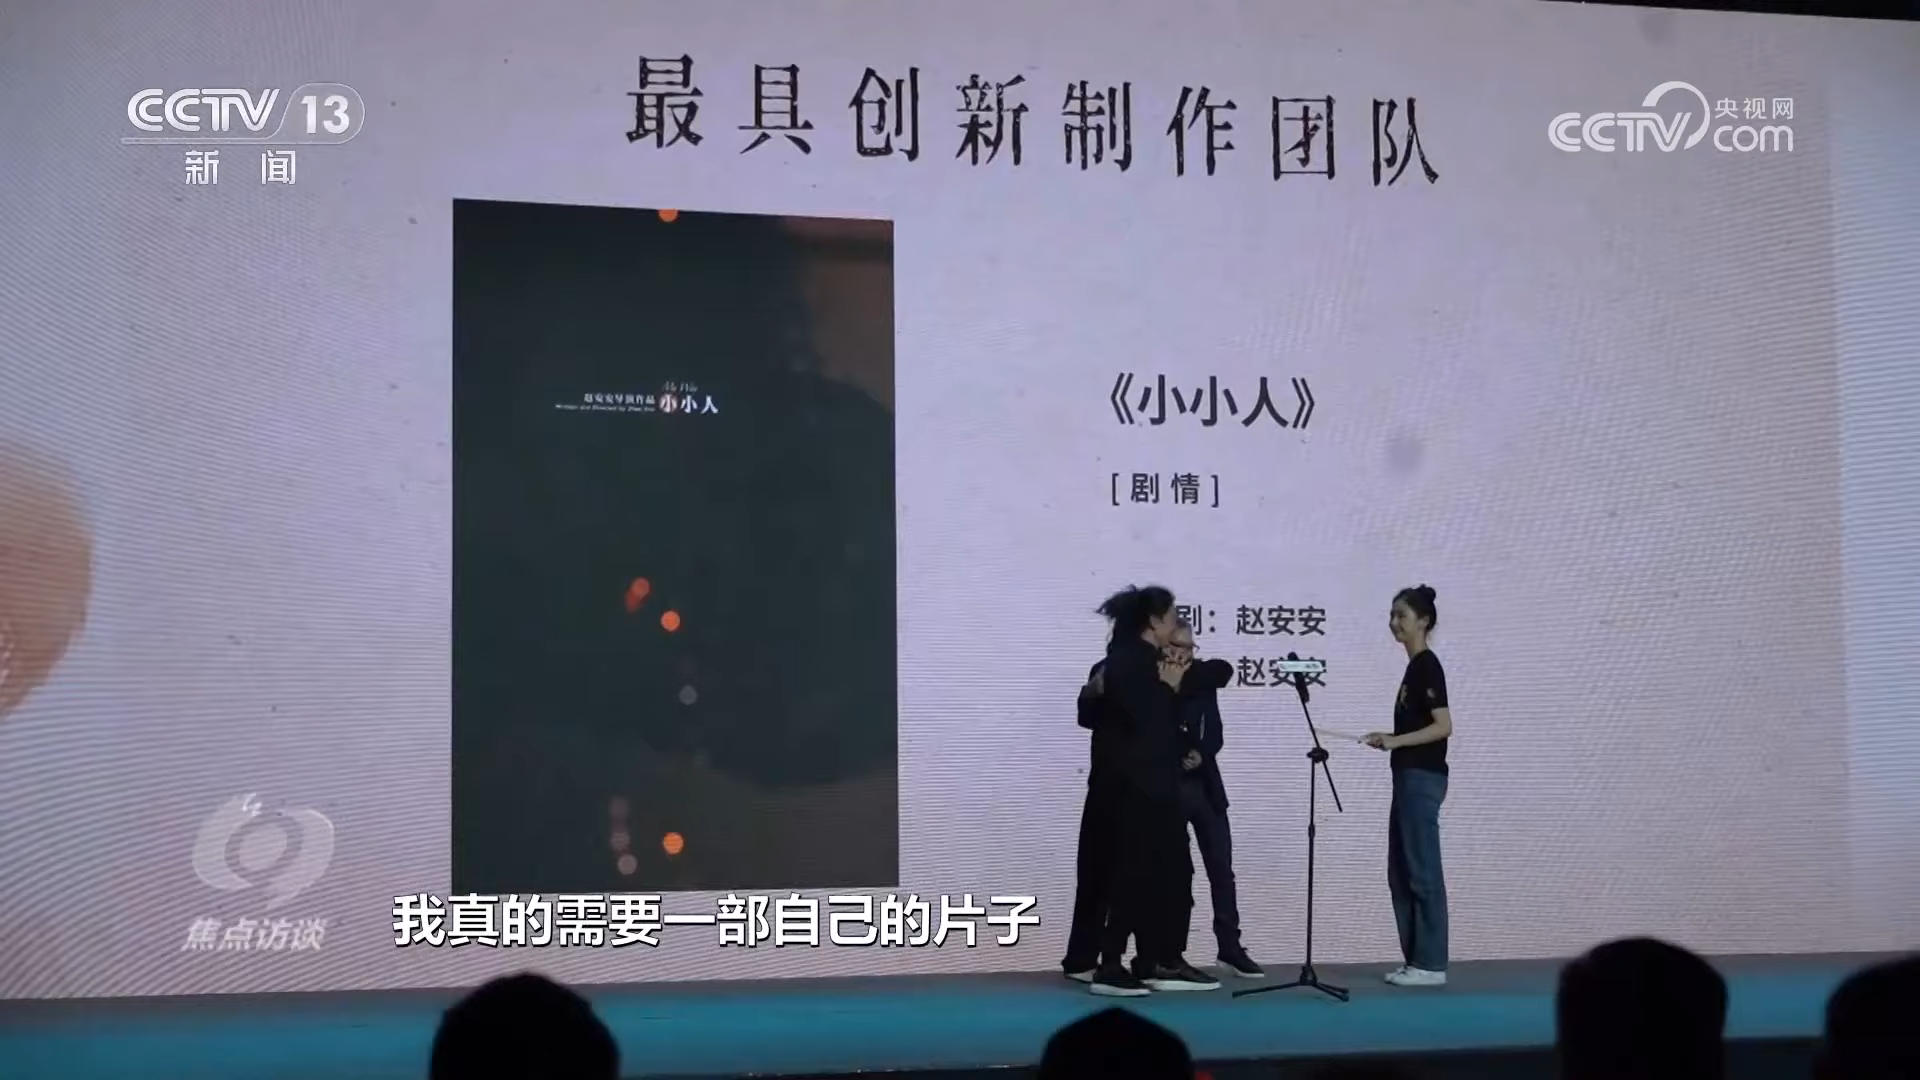 最具创新制作团队
CCTV 13
新闻
央视网
CCTV com
赵安安导演作品 小小人
《小小人》
[剧情]
剧：赵安安
赵安安
焦点访谈
我真的需要一部自己的片子